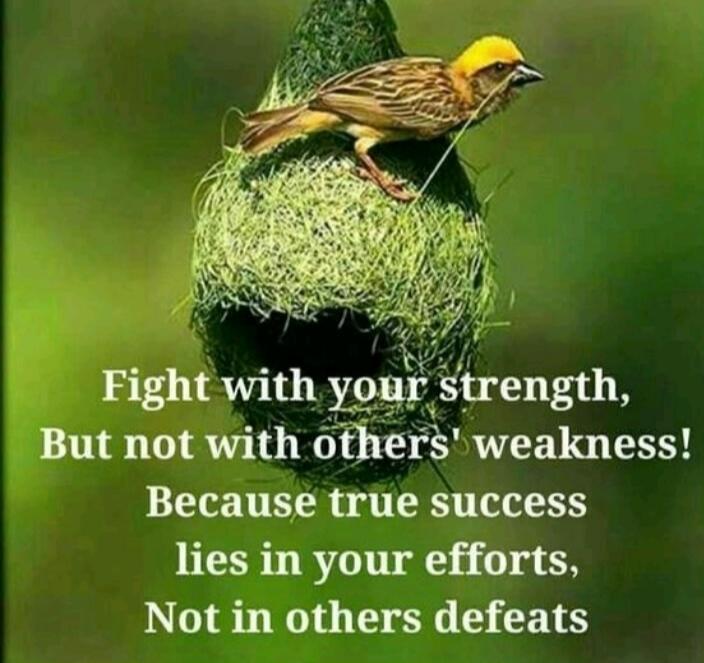 Fight with your strength,
But not with others' weakness!
Because true success
lies in your efforts,
Not in others defeats